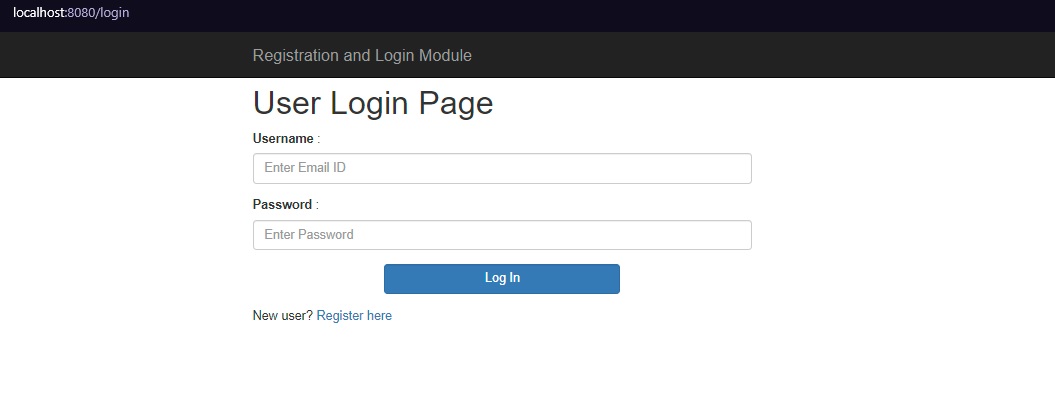 localhost:8080/login
Registration and Login Module
User Login Page
Username :
Enter Email ID
Password :
Enter Password
Log In
New user? Register here